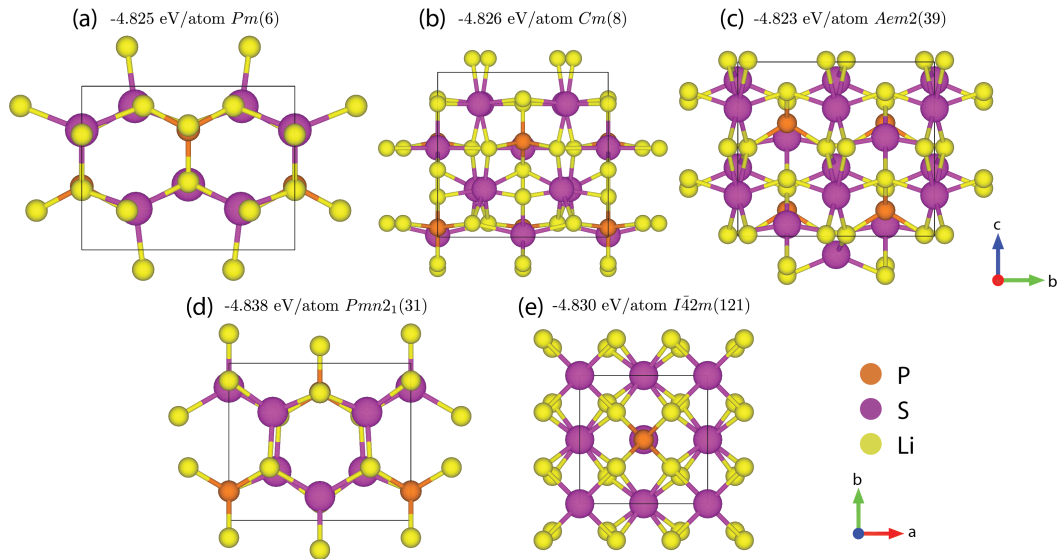 (a) -4.825 eV/atom Pm(6)
(b) -4.826 eV/atom Cm(8)
(c) -4.823 eV/atom Aem2(39)
c
b
(d) -4.838 eV/atom Pmn2₁(31)
(e) -4.830 eV/atom I4̄2m(121)
P
S
Li
b
a